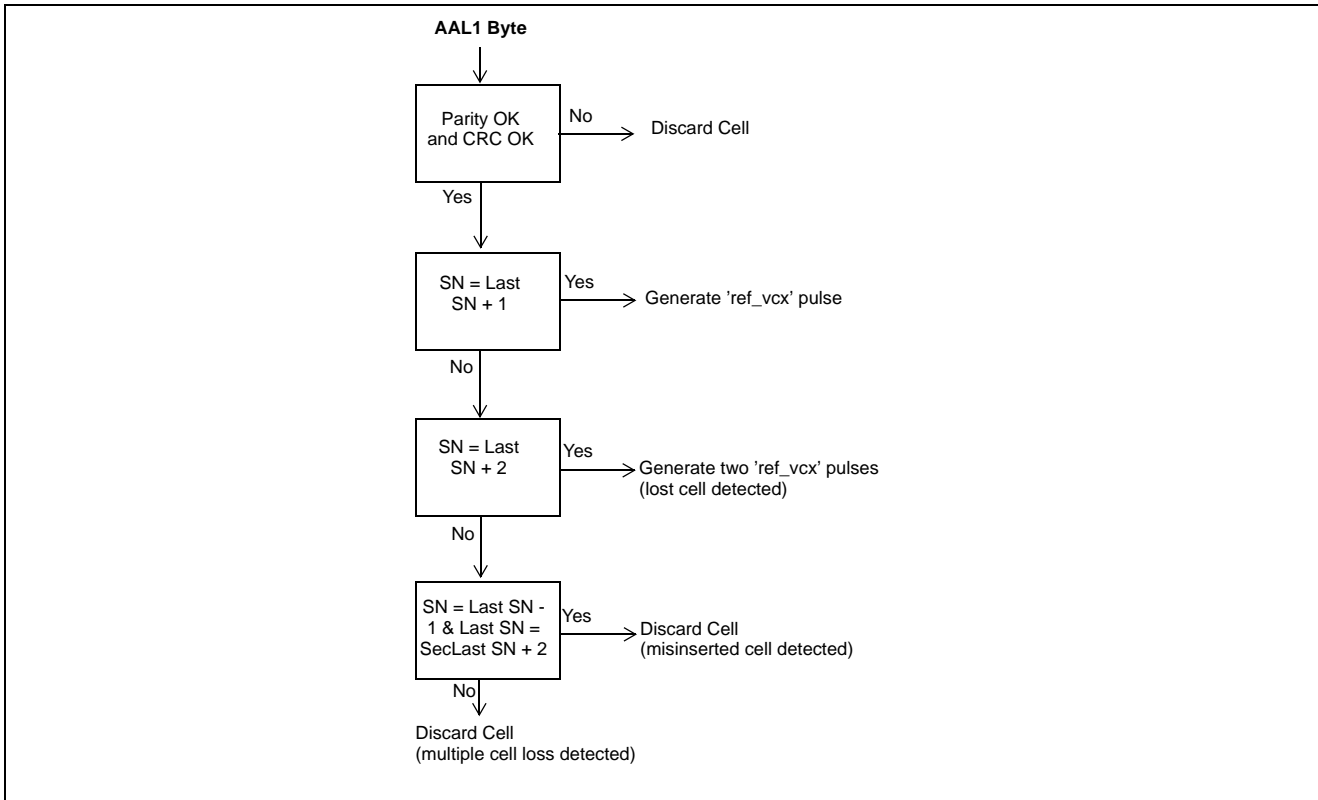 AAL1 Byte
Parity OK
and CRC OK
No
Discard Cell
Yes
SN = Last
SN + 1
Yes
Generate ’ref_vcx’ pulse
No
SN = Last
SN + 2
Yes
Generate two ’ref_vcx’ pulses
(lost cell detected)
No
SN = Last SN -
1 & Last SN =
SecLast SN + 2
Yes
Discard Cell
(misinserted cell detected)
No
Discard Cell
(multiple cell loss detected)